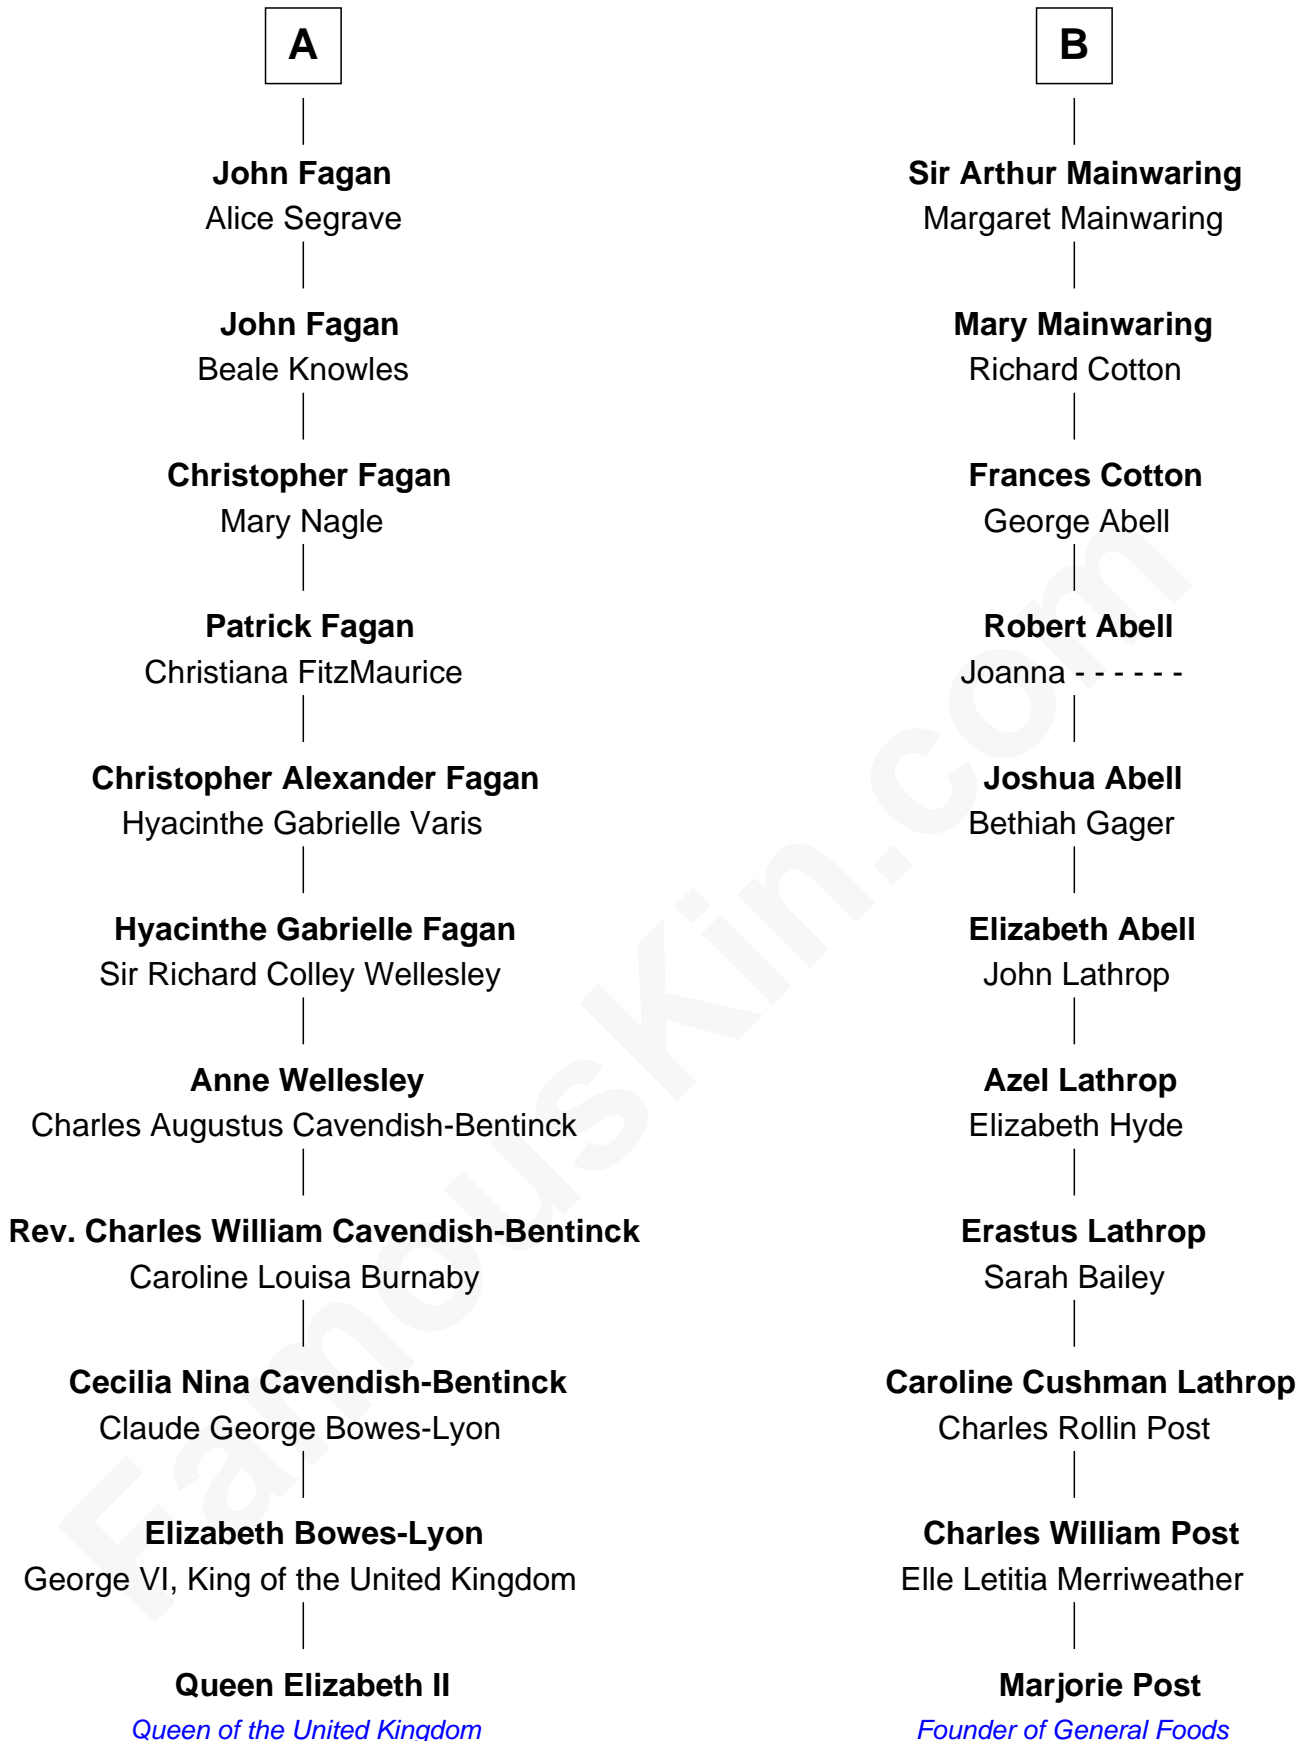 A
John Fagan
Alice Segrave
John Fagan
Beale Knowles
Christopher Fagan
Mary Nagle
Patrick Fagan
Christiana FitzMaurice
Christopher Alexander Fagan
Hyacinthe Gabrielle Varis
Hyacinthe Gabrielle Fagan
Sir Richard Colley Wellesley
Anne Wellesley
Charles Augustus Cavendish-Bentinck
Rev. Charles William Cavendish-Bentinck
Caroline Louisa Burnaby
Cecilia Nina Cavendish-Bentinck
Claude George Bowes-Lyon
Elizabeth Bowes-Lyon
George VI, King of the United Kingdom
Queen Elizabeth II
Queen of the United Kingdom
B
Sir Arthur Mainwaring
Margaret Mainwaring
Mary Mainwaring
Richard Cotton
Frances Cotton
George Abell
Robert Abell
Joanna - - - - - -
Joshua Abell
Bethiah Gager
Elizabeth Abell
John Lathrop
Azel Lathrop
Elizabeth Hyde
Erastus Lathrop
Sarah Bailey
Caroline Cushman Lathrop
Charles Rollin Post
Charles William Post
Elle Letitia Merriweather
Marjorie Post
Founder of General Foods
FamousKin.com